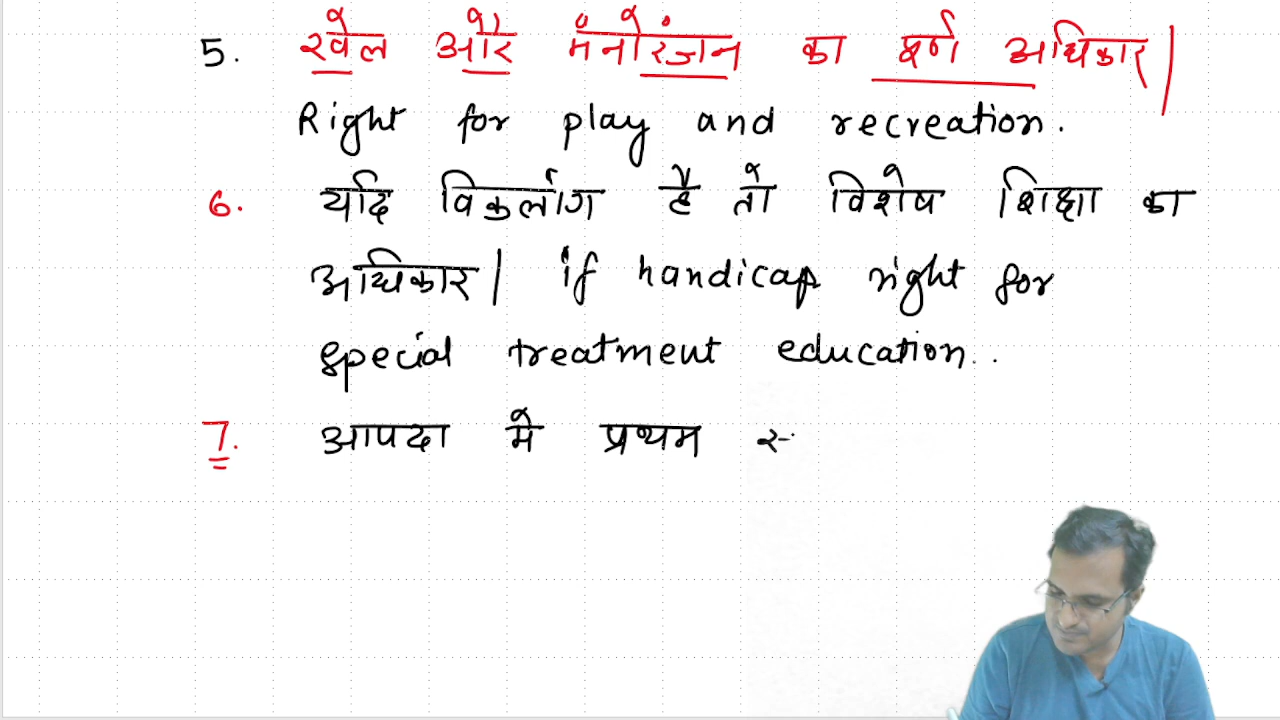 5. खेल और मनोरंजन का पूर्ण अधिकार|
Right for play and recreation.
6. यदि विकलांग है तो विशेष शिक्षा का
अधिकार| if handicap right for
special treatment education..
7. आपदा मे प्रथम